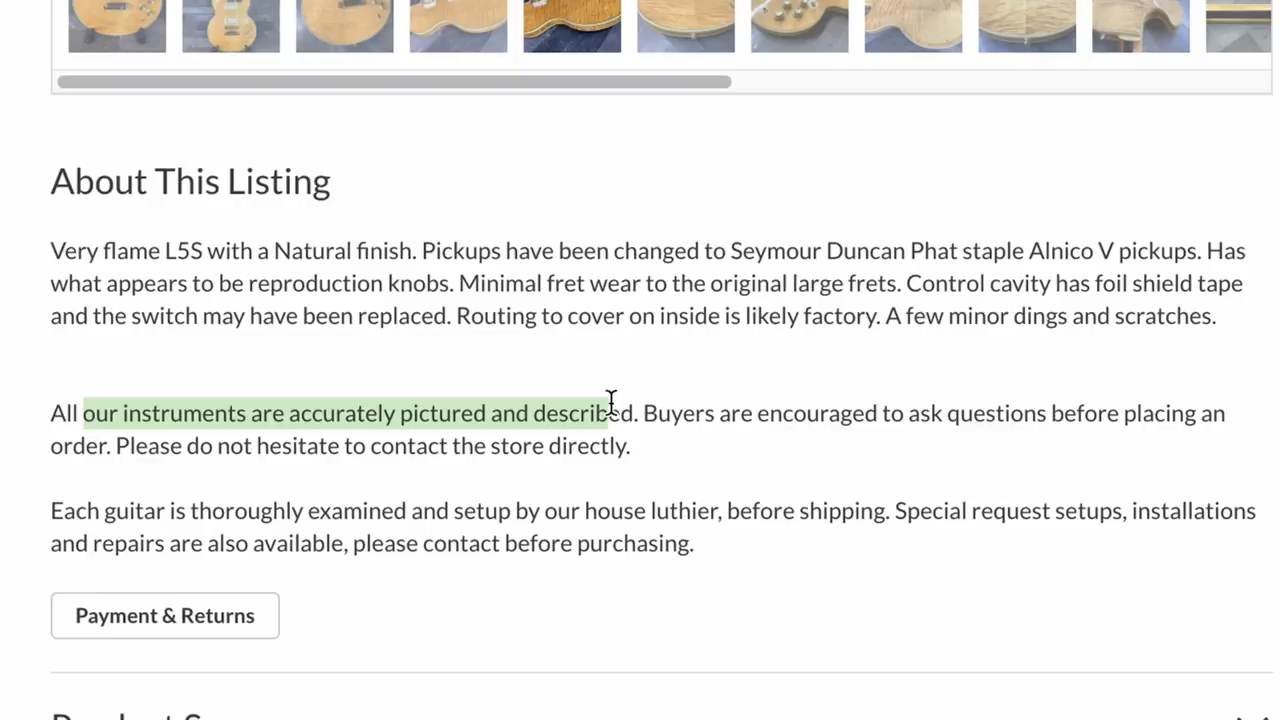 About This Listing
Very flame L5S with a Natural finish. Pickups have been changed to Seymour Duncan Phat staple Alnico V pickups. Has
what appears to be reproduction knobs. Minimal fret wear to the original large frets. Control cavity has foil shield tape
and the switch may have been replaced. Routing to cover on inside is likely factory. A few minor dings and scratches.
All our instruments are accurately pictured and described. Buyers are encouraged to ask questions before placing an
order. Please do not hesitate to contact the store directly.
Each guitar is thoroughly examined and setup by our house luthier, before shipping. Special request setups, installations
and repairs are also available, please contact before purchasing.
Payment & Returns